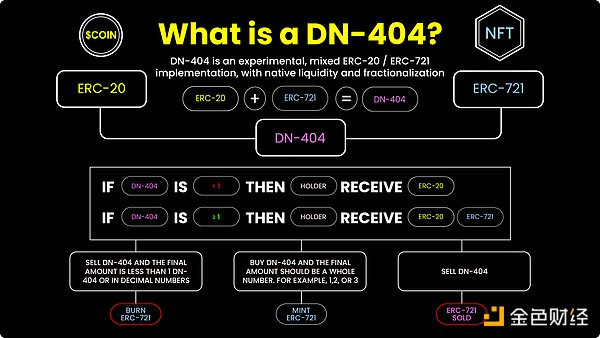 $COIN
What is a DN-404?
NFT
DN-404 is an experimental, mixed ERC-20 / ERC-721
implementation, with native liquidity and fractionalization
ERC-20
ERC-20 + ERC-721 = DN-404
ERC-721
DN-404
IF DN-404 IS < 1 THEN HOLDER RECEIVE ERC-20
IF DN-404 IS ≥ 1 THEN HOLDER RECEIVE ERC-20 ERC-721
SELL DN-404 AND THE FINAL
AMOUNT IS LESS THAN 1 DN-
404 OR IN DECIMAL NUMBERS
BUY DN-404 AND THE FINAL
AMOUNT SHOULD BE A WHOLE
NUMBER. FOR EXAMPLE, 1,2, OR 3
SELL DN-404
BURN
ERC-721
MINT
ERC-721
ERC-721
SOLD
金色财经